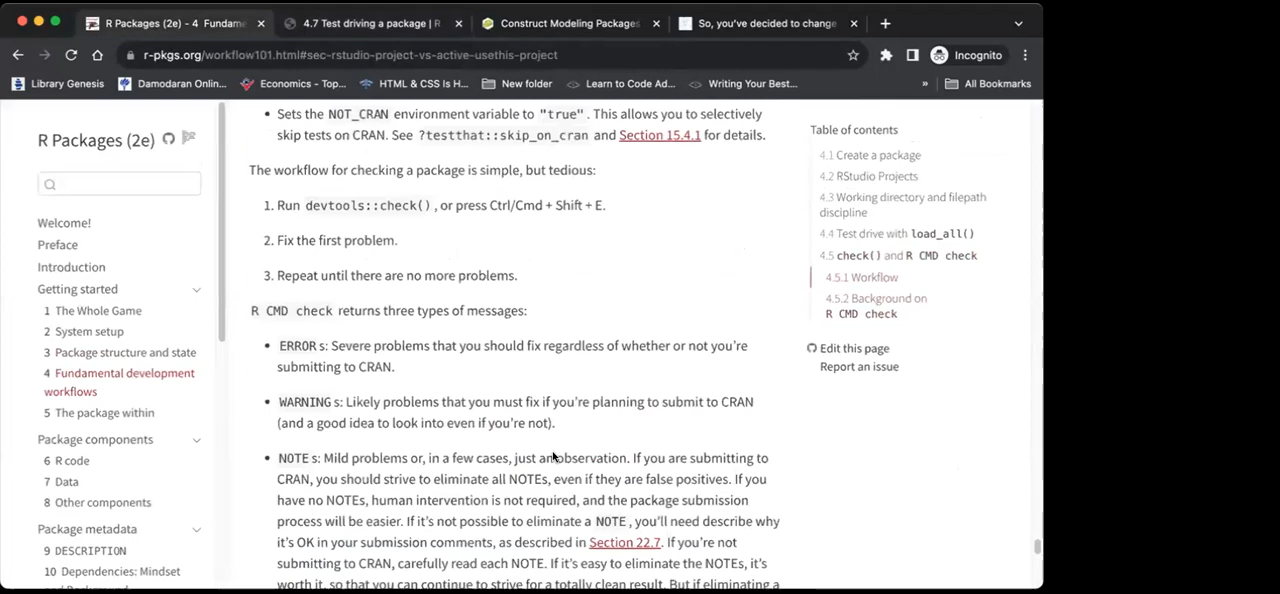 R Packages (2e) - 4 Fundame
4.7 Test driving a package | R
Construct Modeling Packages
So, you've decided to change
r-pkgs.org/workflow101.html#sec-rstudio-project-vs-active-usethis-project
Incognito
Library Genesis
Damodaran Onlin...
Economics - Top...
HTML & CSS Is H...
New folder
Learn to Code Ad...
Writing Your Best...
»
All Bookmarks
R Packages (2e)
Welcome!
Preface
Introduction
Getting started
1 The Whole Game
2 System setup
3 Package structure and state
4 Fundamental development
workflows
5 The package within
Package components
6 R code
7 Data
8 Other components
Package metadata
9 DESCRIPTION
10 Dependencies: Mindset
• Sets the NOT_CRAN environment variable to "true". This allows you to selectively
skip tests on CRAN. See ?testthat::skip_on_cran and Section 15.4.1 for details.
The workflow for checking a package is simple, but tedious:
1. Run devtools::check(), or press Ctrl/Cmd + Shift + E.
2. Fix the first problem.
3. Repeat until there are no more problems.
R CMD check returns three types of messages:
• ERROR s: Severe problems that you should fix regardless of whether or not you're
submitting to CRAN.
• WARNING s: Likely problems that you must fix if you're planning to submit to CRAN
(and a good idea to look into even if you're not).
• NOTE s: Mild problems or, in a few cases, just an observation. If you are submitting to
CRAN, you should strive to eliminate all NOTEs, even if they are false positives. If you
have no NOTEs, human intervention is not required, and the package submission
process will be easier. If it's not possible to eliminate a NOTE, you'll need describe why
it's OK in your submission comments, as described in Section 22.7. If you're not
submitting to CRAN, carefully read each NOTE. If it's easy to eliminate the NOTEs, it's
worth it, so that you can continue to strive for a totally clean result. But if eliminating a
Table of contents
4.1 Create a package
4.2 RStudio Projects
4.3 Working directory and filepath
discipline
4.4 Test drive with load_all()
4.5 check() and R CMD check
4.5.1 Workflow
4.5.2 Background on
R CMD check
Edit this page
Report an issue